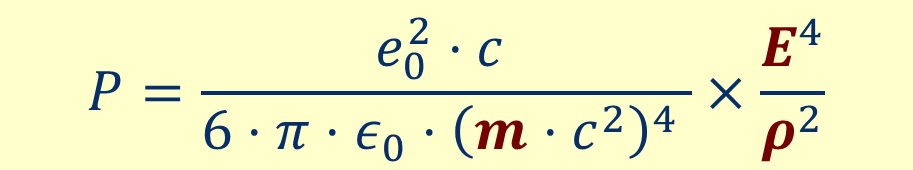 P = \frac{e_0^2 \cdot c}{6 \cdot \pi \cdot \epsilon_0 \cdot (m \cdot c^2)^4} \times \frac{E^4}{\rho^2}